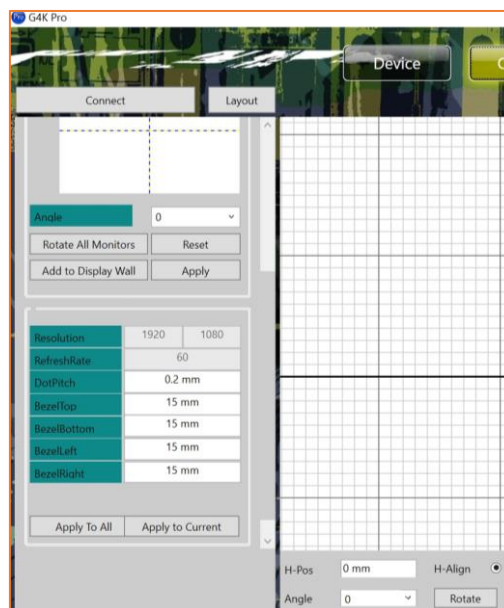 Pro G4K Pro
Device
Connect Layout
Angle 0
Rotate All Monitors Reset
Add to Display Wall Apply
Resolution 1920 1080
RefreshRate 60
DotPitch 0.2 mm
BezelTop 15 mm
BezelBottom 15 mm
BezelLeft 15 mm
BezelRight 15 mm
Apply To All Apply to Current
H-Pos 0 mm H-Align
Angle 0 Rotate